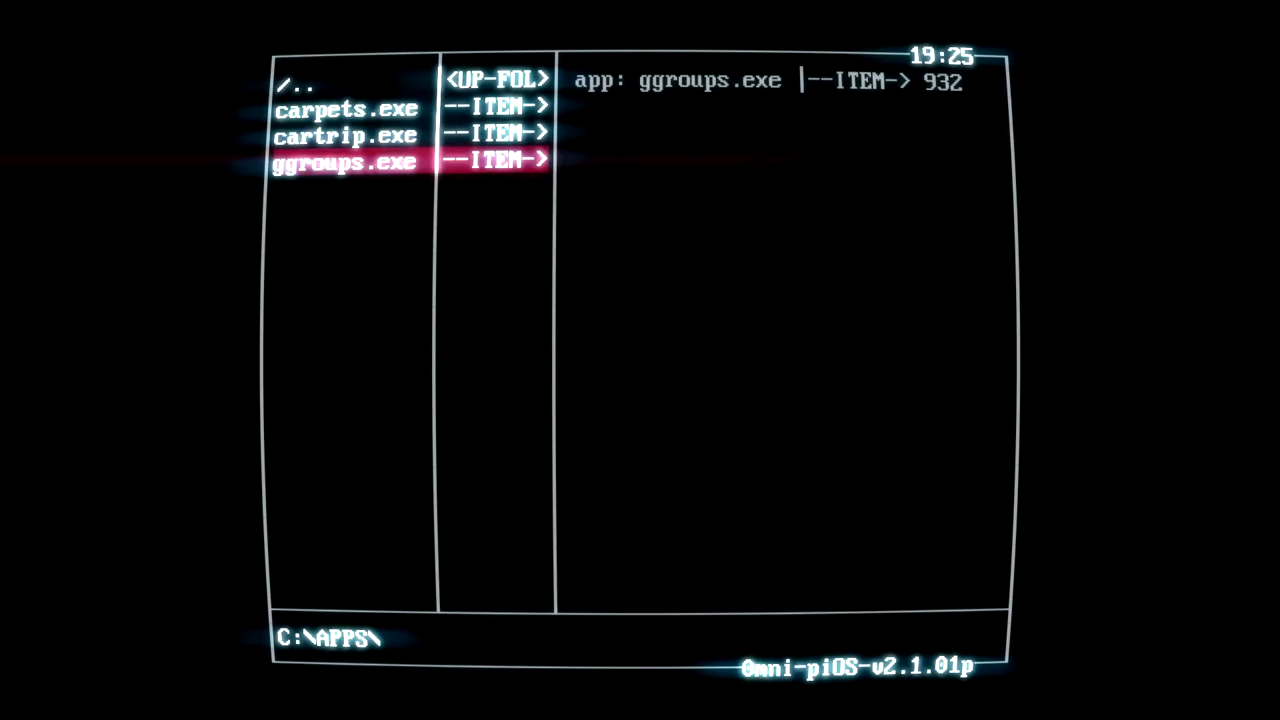 19:25
/.. <UP-FOL> app: ggroups.exe |--ITEM-> 932
carpets.exe --ITEM->
cartrip.exe --ITEM->
ggroups.exe --ITEM->
C:\APPS\
0mni-piOS-v2.1.01p